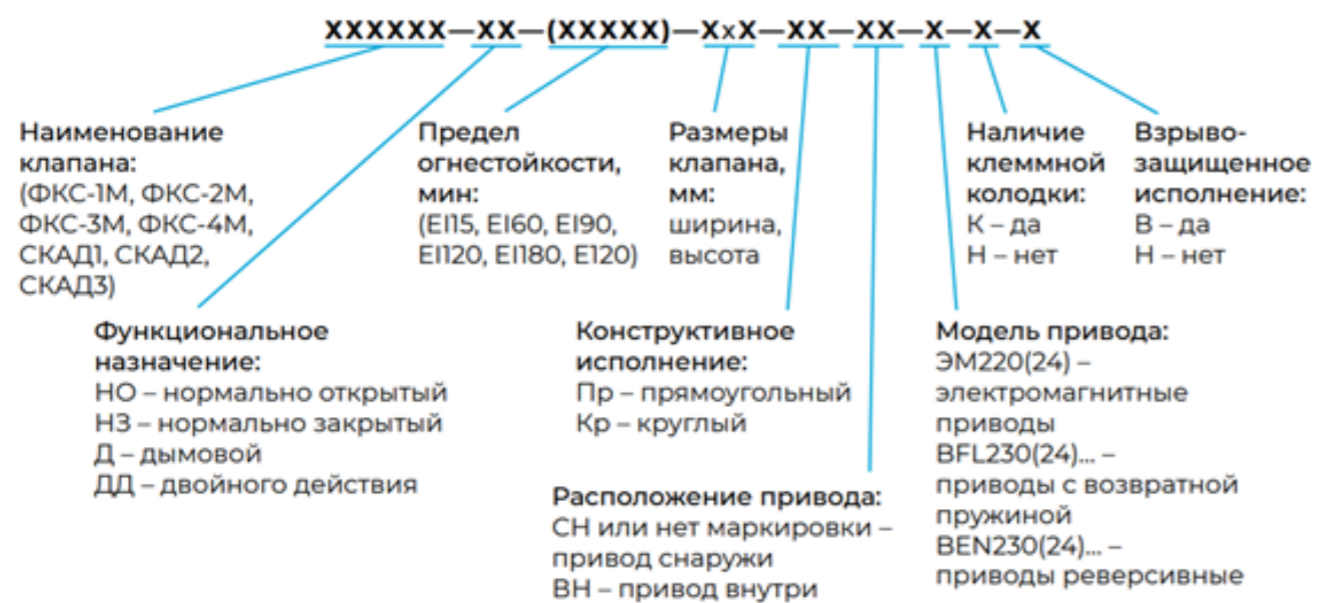 XXXXXX—XX—(XXXXX)—XxX—XX—XX—X—X—X
Наименование
клапана:
(ФКС-1М, ФКС-2М,
ФКС-3М, ФКС-4М,
СКАД1, СКАД2,
СКАД3)
Предел
огнестойкости,
мин:
(EI15, EI60, EI90,
EI120, EI180, E120)
Размеры
клапана,
мм:
ширина,
высота
Наличие
клеммной
колодки:
К – да
Н – нет
Взрыво-
защищенное
исполнение:
В – да
Н – нет
Функциональное
назначение:
НО – нормально открытый
НЗ – нормально закрытый
Д – дымовой
ДД – двойного действия
Конструктивное
исполнение:
Пр – прямоугольный
Кр – круглый
Расположение привода:
СН или нет маркировки –
привод снаружи
ВН – привод внутри
Модель привода:
ЭМ220(24) –
электромагнитные
приводы
BFL230(24)... –
приводы с возвратной
пружиной
BEN230(24)... –
приводы реверсивные